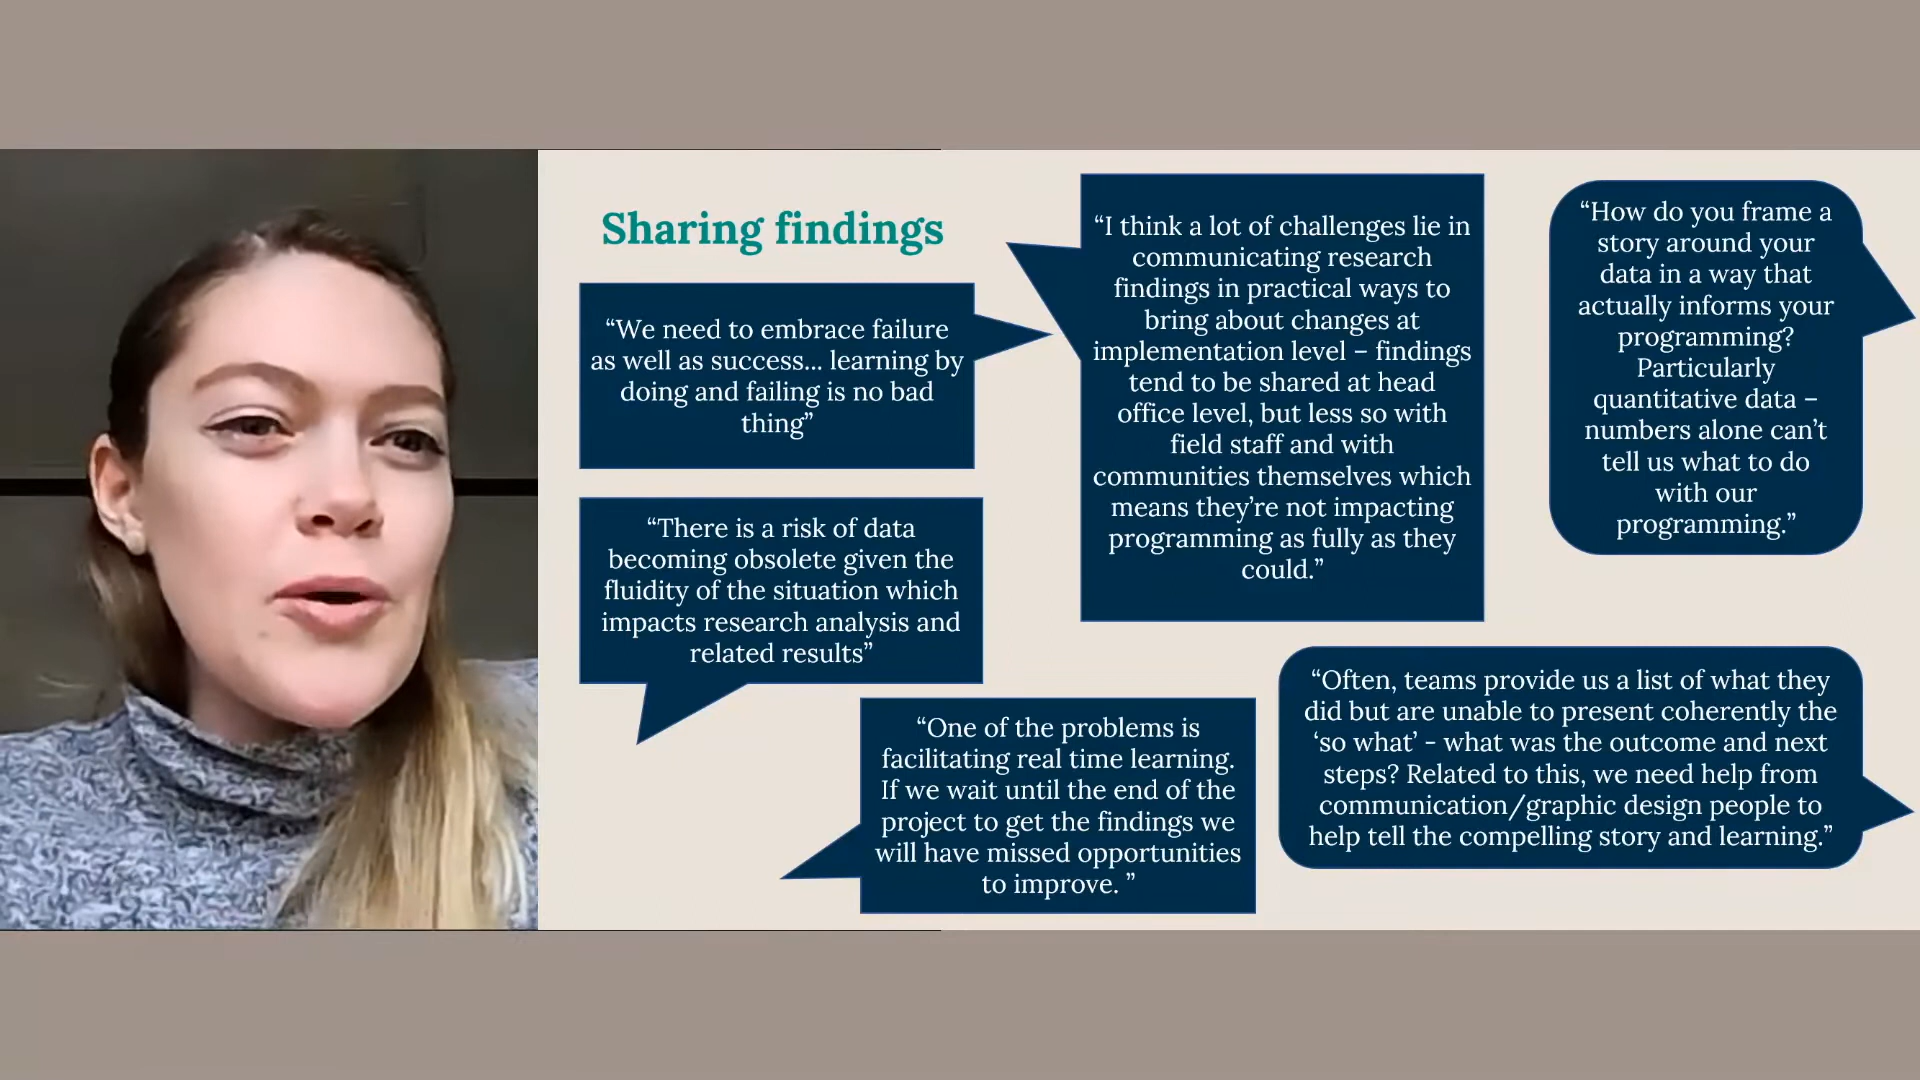 Sharing findings
“We need to embrace failure
as well as success... learning by
doing and failing is no bad
thing”
“There is a risk of data
becoming obsolete given the
fluidity of the situation which
impacts research analysis and
related results”
“One of the problems is
facilitating real time learning.
If we wait until the end of the
project to get the findings we
will have missed opportunities
to improve. ”
“I think a lot of challenges lie in
communicating research
findings in practical ways to
bring about changes at
implementation level – findings
tend to be shared at head
office level, but less so with
field staff and with
communities themselves which
means they’re not impacting
programming as fully as they
could.”
“How do you frame a
story around your
data in a way that
actually informs your
programming?
Particularly
quantitative data –
numbers alone can’t
tell us what to do
with our
programming.”
“Often, teams provide us a list of what they
did but are unable to present coherently the
‘so what’ - what was the outcome and next
steps? Related to this, we need help from
communication/graphic design people to
help tell the compelling story and learning.”